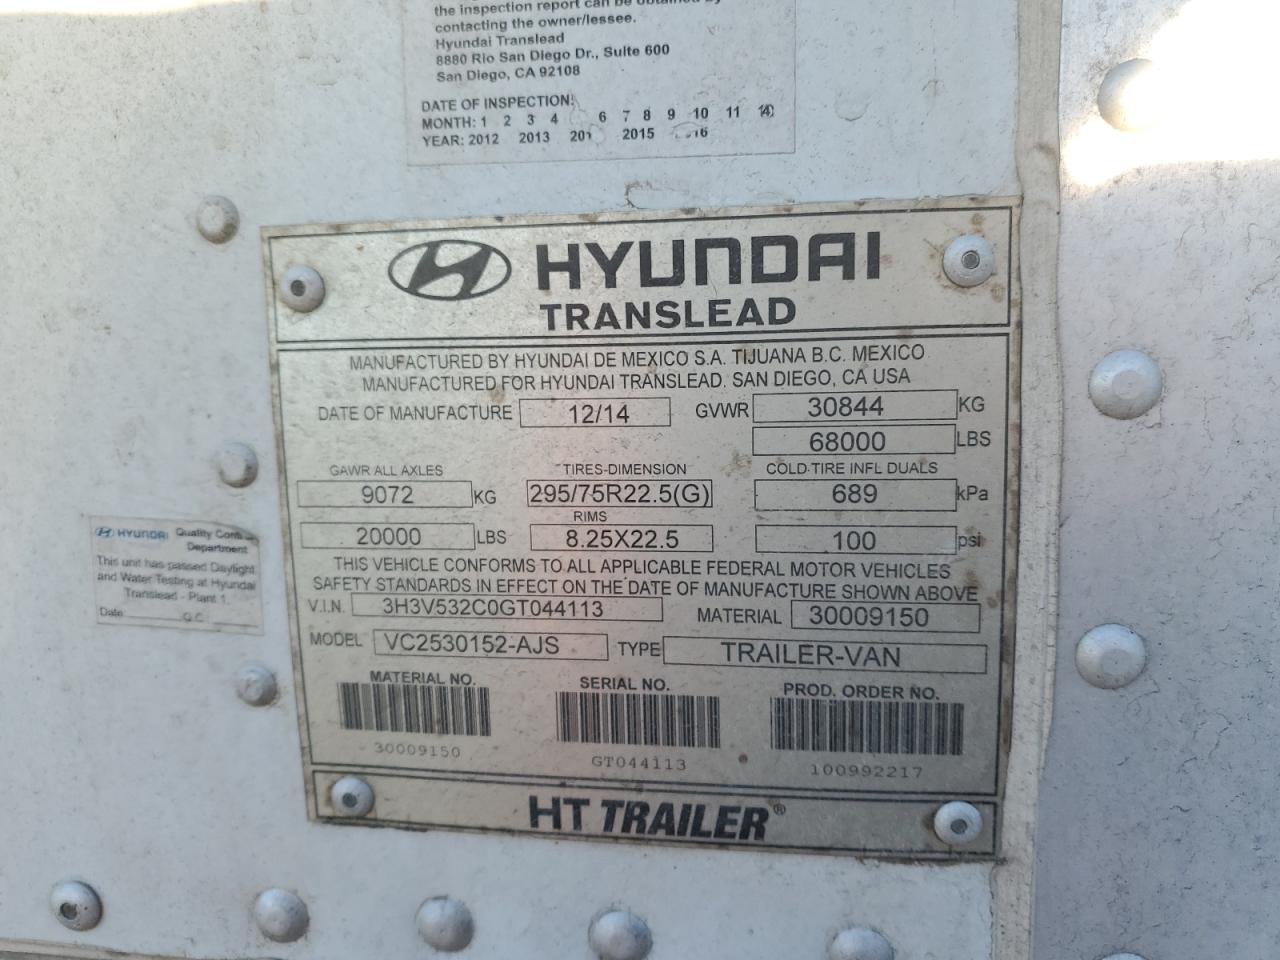 the inspection report can be obtained by
contacting the owner/lessee.
Hyundai Translead
8880 Rio San Diego Dr., Suite 600
San Diego, CA 92108
DATE OF INSPECTION:
MONTH: 1 2 3 4 6 7 8 9 10 11
YEAR: 2012 2013 2015
HYUNDAI
TRANSLEAD
MANUFACTURED BY HYUNDAI DE MEXICO S.A. TIJUANA B.C. MEXICO
MANUFACTURED FOR HYUNDAI TRANSLEAD. SAN DIEGO, CA USA
DATE OF MANUFACTURE 12/14 GVWR 30844 KG
68000 LBS
GAWR ALL AXLES TIRES-DIMENSION COLD TIRE INFL DUALS
9072 KG 295/75R22.5(G) 689 kPa
RIMS
20000 LBS 8.25X22.5 100 psi
THIS VEHICLE CONFORMS TO ALL APPLICABLE FEDERAL MOTOR VEHICLES
SAFETY STANDARDS IN EFFECT ON THE DATE OF MANUFACTURE SHOWN ABOVE
V.I.N. 3H3V532C0GT044113 MATERIAL 30009150
MODEL VC2530152-AJS TYPE TRAILER-VAN
MATERIAL NO. SERIAL NO. PROD. ORDER NO.
30009150 GT044113 100992217
HT TRAILER®
HYUNDAI Quality Control
Department
This unit has passed Daylight
and Water Testing at Hyundai
Translead - Plant 1.
Date Q.C.